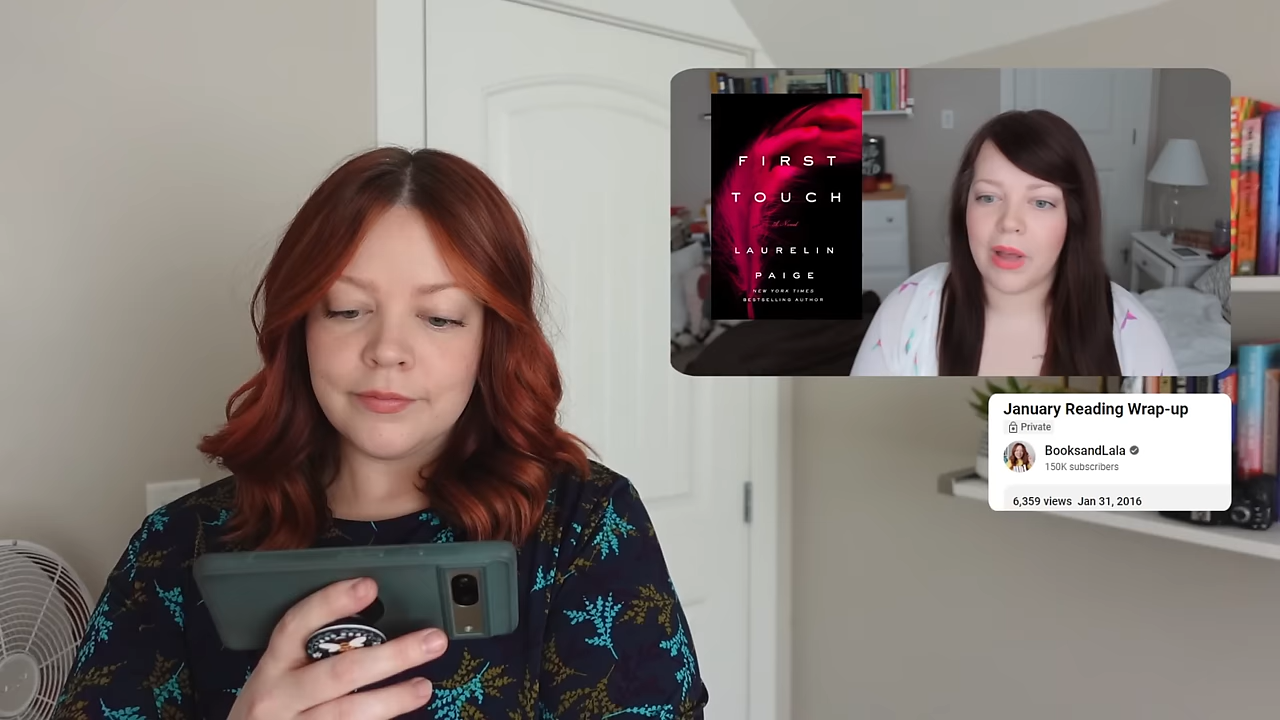 FIRST
TOUCH
A Novel
LAURELIN
PAIGE
NEW YORK TIMES
BESTSELLING AUTHOR
January Reading Wrap-up
Private
BooksandLala
150K subscribers
6,359 views Jan 31, 2016